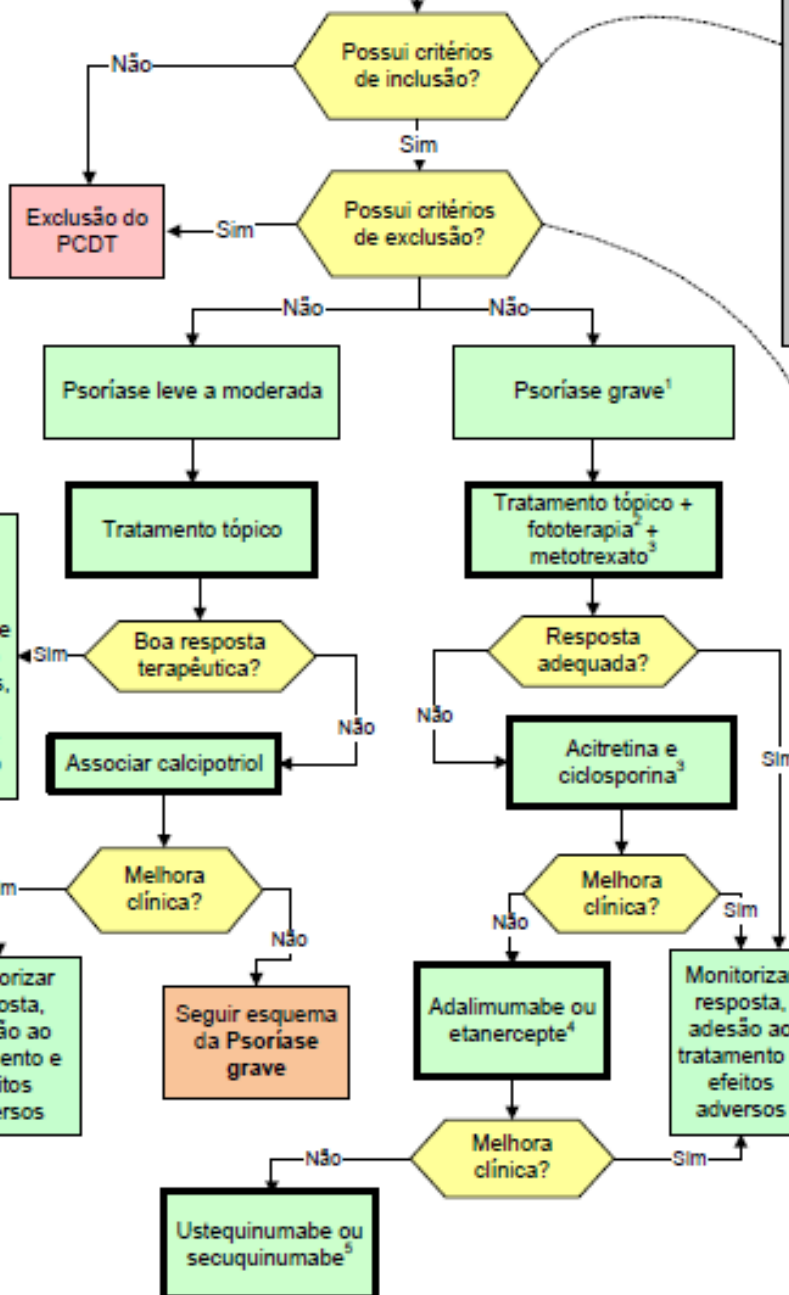 Possui critérios
de inclusão?
Não
Sim
Exclusão do
PCDT
Sim
Possui critérios
de exclusão?
Não
Não
Psoríase leve a moderada
Psoríase grave¹
Tratamento tópico
Tratamento tópico +
fototerapia² +
metotrexato³
Boa resposta
terapêutica?
Sim
Não
Resposta
adequada?
Não
Sim
Associar calcipotriol
Acitretina e
ciclosporina³
Melhora
clínica?
Não
Melhora
clínica?
Não
Sim
Seguir esquema
da Psoríase
grave
Adalimumabe ou
etanercepte⁴
Monitorizar
resposta,
adesão ao
tratamento
efeitos
adversos
ento e
Melhora
clínica?
Não
Sim
Ustequinumabe ou
secuquinumabe⁵